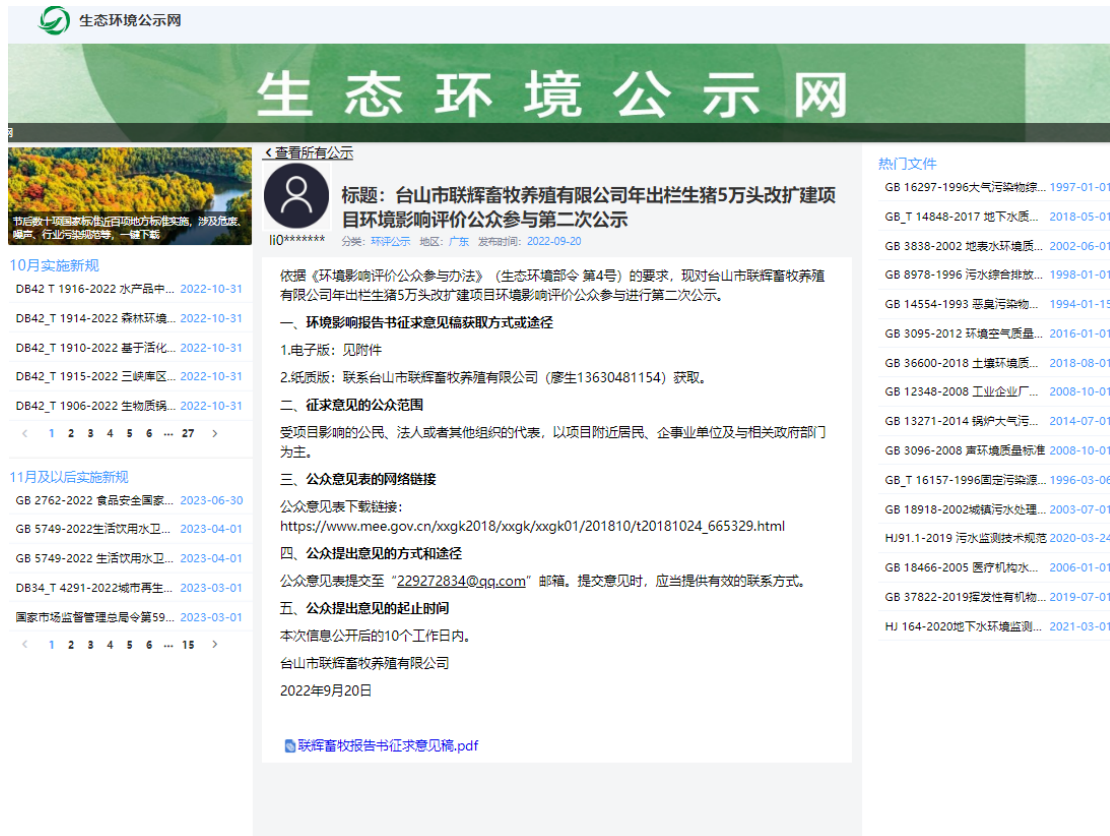 生态环境公示网
生态环境公示网
网
节后数十项国家标准近百项地方标准实施，涉及危废、
噪声、行业污染规范等，一键下载
10月实施新规
DB42 T 1916-2022 水产品中... 2022-10-31
DB42_T 1914-2022 森林环境... 2022-10-31
DB42_T 1910-2022 基于活化... 2022-10-31
DB42_T 1915-2022 三峡库区... 2022-10-31
DB42_T 1906-2022 生物质锅... 2022-10-31
< 1 2 3 4 5 6 ... 27 >
11月及以后实施新规
GB 2762-2022 食品安全国家... 2023-06-30
GB 5749-2022生活饮用水卫... 2023-04-01
GB 5749-2022 生活饮用水卫... 2023-04-01
DB34_T 4291-2022城市再生... 2023-03-01
国家市场监督管理总局令第59... 2023-03-01
< 1 2 3 4 5 6 ... 15 >
<查看所有公示
li0*******
标题：台山市联辉畜牧养殖有限公司年出栏生猪5万头改扩建项
目环境影响评价公众参与第二次公示
分类：环评公示 地区：广东 发布时间：2022-09-20
依据《环境影响评价公众参与办法》（生态环境部令 第4号）的要求，现对台山市联辉畜牧养殖
有限公司年出栏生猪5万头改扩建项目环境影响评价公众参与进行第二次公示。
一、环境影响报告书征求意见稿获取方式或途径
1.电子版：见附件
2.纸质版：联系台山市联辉畜牧养殖有限公司（廖生13630481154）获取。
二、征求意见的公众范围
受项目影响的公民、法人或者其他组织的代表，以项目附近居民、企事业单位及与相关政府部门
为主。
三、公众意见表的网络链接
公众意见表下载链接：
https://www.mee.gov.cn/xxgk2018/xxgk/xxgk01/201810/t20181024_665329.html
四、公众提出意见的方式和途径
公众意见表提交至“229272834@qq.com”邮箱。提交意见时，应当提供有效的联系方式。
五、公众提出意见的起止时间
本次信息公开后的10个工作日内。
台山市联辉畜牧养殖有限公司
2022年9月20日
联辉畜牧报告书征求意见稿.pdf
热门文件
GB 16297-1996大气污染物综... 1997-01-01
GB_T 14848-2017 地下水质... 2018-05-01
GB 3838-2002 地表水环境质... 2002-06-01
GB 8978-1996 污水综合排放... 1998-01-01
GB 14554-1993 恶臭污染物... 1994-01-15
GB 3095-2012 环境空气质量... 2016-01-01
GB 36600-2018 土壤环境质... 2018-08-01
GB 12348-2008 工业企业厂... 2008-10-01
GB 13271-2014 锅炉大气污... 2014-07-01
GB 3096-2008 声环境质量标准 2008-10-01
GB_T 16157-1996固定污染源... 1996-03-06
GB 18918-2002城镇污水处理... 2003-07-01
HJ91.1-2019 污水监测技术规范 2020-03-24
GB 18466-2005 医疗机构水... 2006-01-01
GB 37822-2019挥发性有机物... 2019-07-01
HJ 164-2020地下水环境监测... 2021-03-01